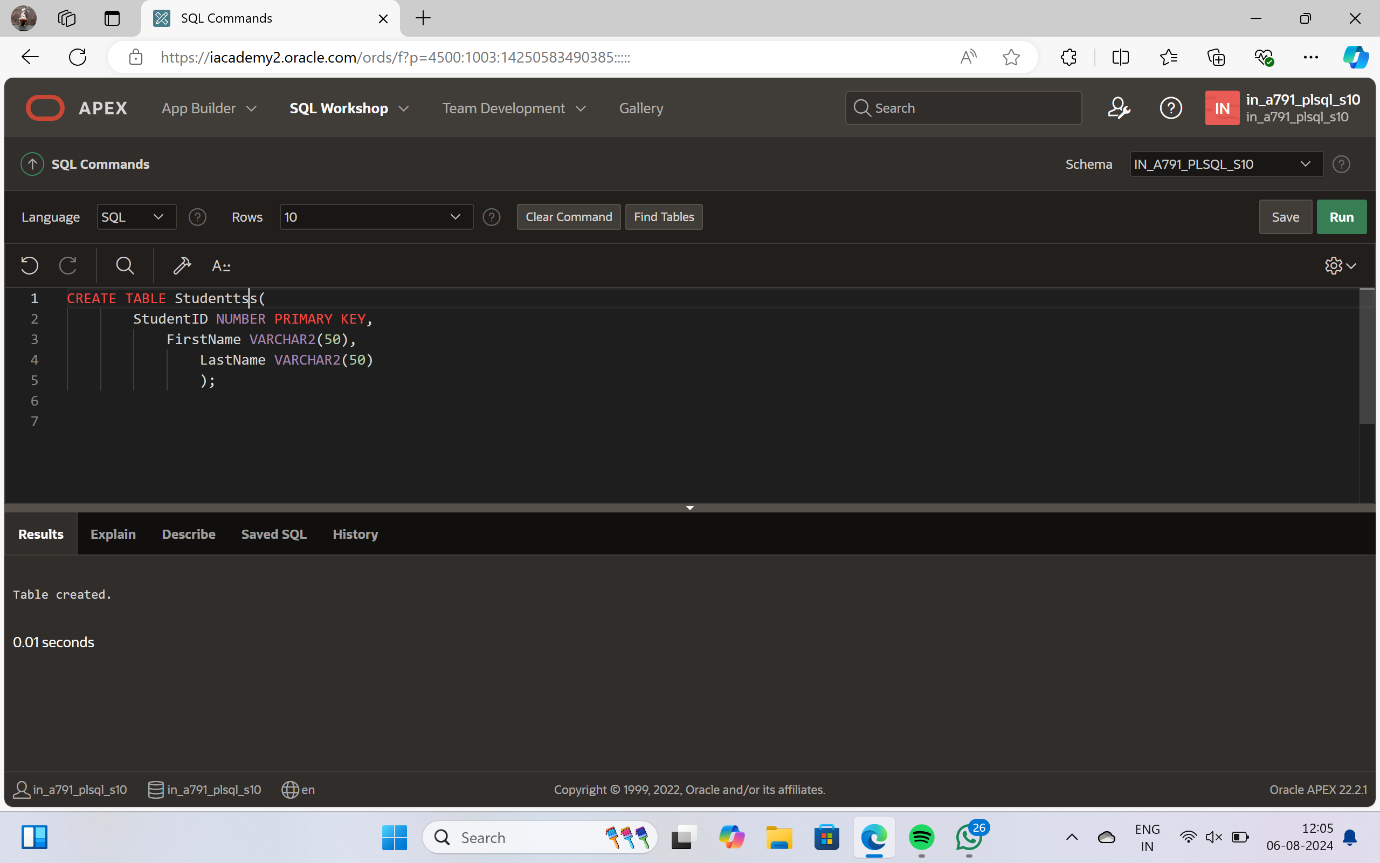 SQL Commands
https://iacademy2.oracle.com/ords/f?p=4500:1003:14250583490385:::::
APEX App Builder SQL Workshop Team Development Gallery Search IN in_a791_plsql_s10
in_a791_plsql_s10
SQL Commands Schema IN_A791_PLSQL_S10
Language SQL Rows 10 Clear Command Find Tables Save Run
1 CREATE TABLE Studenttss(
2 StudentID NUMBER PRIMARY KEY,
3 FirstName VARCHAR2(50),
4 LastName VARCHAR2(50)
5 );
6
7
Results Explain Describe Saved SQL History
Table created.
0.01 seconds
in_a791_plsql_s10 in_a791_plsql_s10 en Copyright © 1999, 2022, Oracle and/or its affiliates. Oracle APEX 22.2.1
Search 26 ENG IN 12:05
06-08-2024